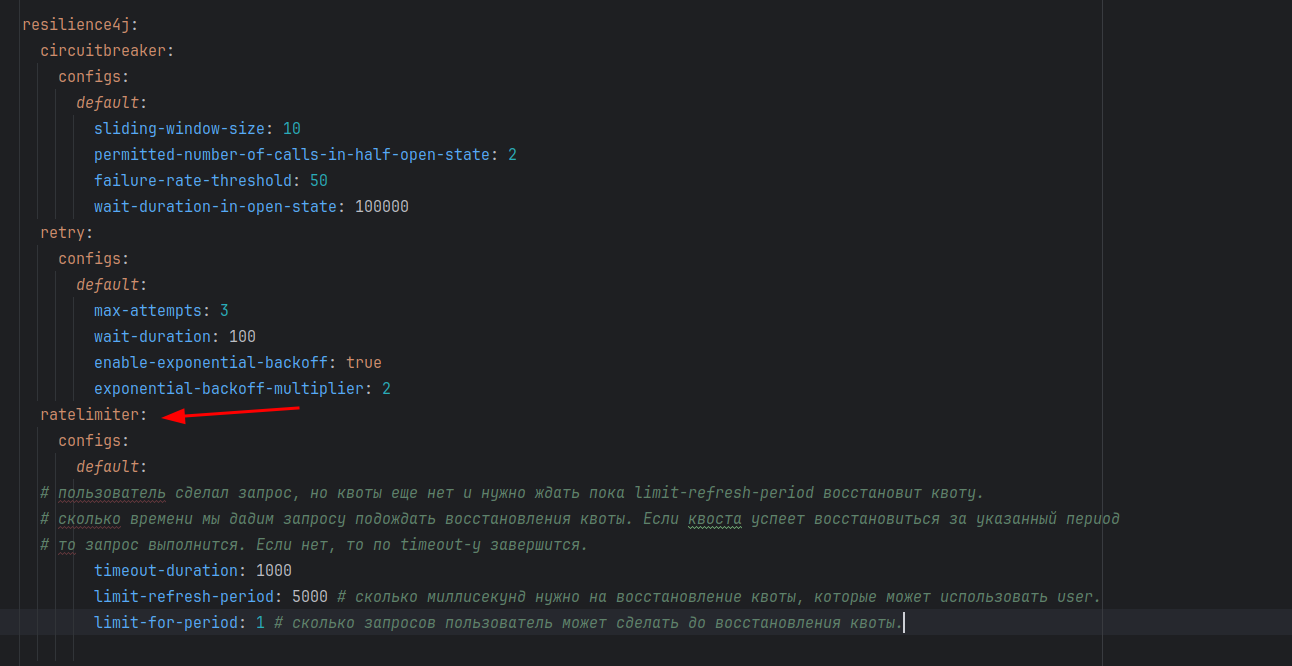 resilience4j:
circuitbreaker:
configs:
default:
sliding-window-size: 10
permitted-number-of-calls-in-half-open-state: 2
failure-rate-threshold: 50
wait-duration-in-open-state: 100000
retry:
configs:
default:
max-attempts: 3
wait-duration: 100
enable-exponential-backoff: true
exponential-backoff-multiplier: 2
ratelimiter:
configs:
default:
# пользователь сделал запрос, но квоты еще нет и нужно ждать пока limit-refresh-period восстановит квоту.
# сколько времени мы дадим запросу подождать восстановления квоты. Если квоста успеет восстановиться за указанный период
# то запрос выполнится. Если нет, то по timeout-у завершится.
timeout-duration: 1000
limit-refresh-period: 5000 # сколько миллисекунд нужно на восстановление квоты, которые может использовать user.
limit-for-period: 1 # сколько запросов пользователь может сделать до восстановления квоты.